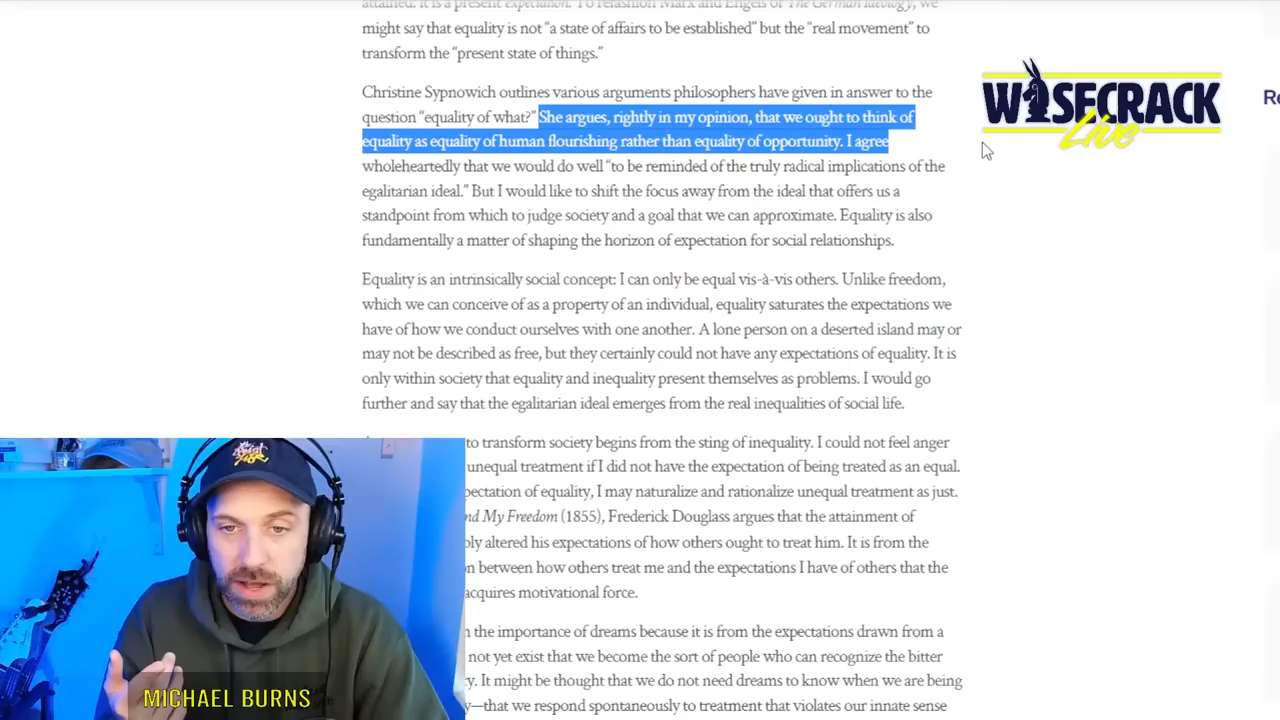 attained. It is a present expectation. To refashion Marx and Engels of The German Ideology, we
might say that equality is not “a state of affairs to be established” but the “real movement” to
transform the “present state of things.”
Christine Sypnowich outlines various arguments philosophers have given in answer to the
question “equality of what?” She argues, rightly in my opinion, that we ought to think of
equality as equality of human flourishing rather than equality of opportunity. I agree
wholeheartedly that we would do well “to be reminded of the truly radical implications of the
egalitarian ideal.” But I would like to shift the focus away from the ideal that offers us a
standpoint from which to judge society and a goal that we can approximate. Equality is also
fundamentally a matter of shaping the horizon of expectation for social relationships.
Equality is an intrinsically social concept: I can only be equal vis-à-vis others. Unlike freedom,
which we can conceive of as a property of an individual, equality saturates the expectations we
have of how we conduct ourselves with one another. A lone person on a deserted island may or
may not be described as free, but they certainly could not have any expectations of equality. It is
only within society that equality and inequality present themselves as problems. I would go
further and say that the egalitarian ideal emerges from the real inequalities of social life.
to transform society begins from the sting of inequality. I could not feel anger
unequal treatment if I did not have the expectation of being treated as an equal.
pectation of equality, I may naturalize and rationalize unequal treatment as just.
nd My Freedom (1855), Frederick Douglass argues that the attainment of
bly altered his expectations of how others ought to treat him. It is from the
n between how others treat me and the expectations I have of others that the
acquires motivational force.
n the importance of dreams because it is from the expectations drawn from a
not yet exist that we become the sort of people who can recognize the bitter
y. It might be thought that we do not need dreams to know when we are being
y—that we respond spontaneously to treatment that violates our innate sense
WISECRACK
Live
Re
MICHAEL BURNS